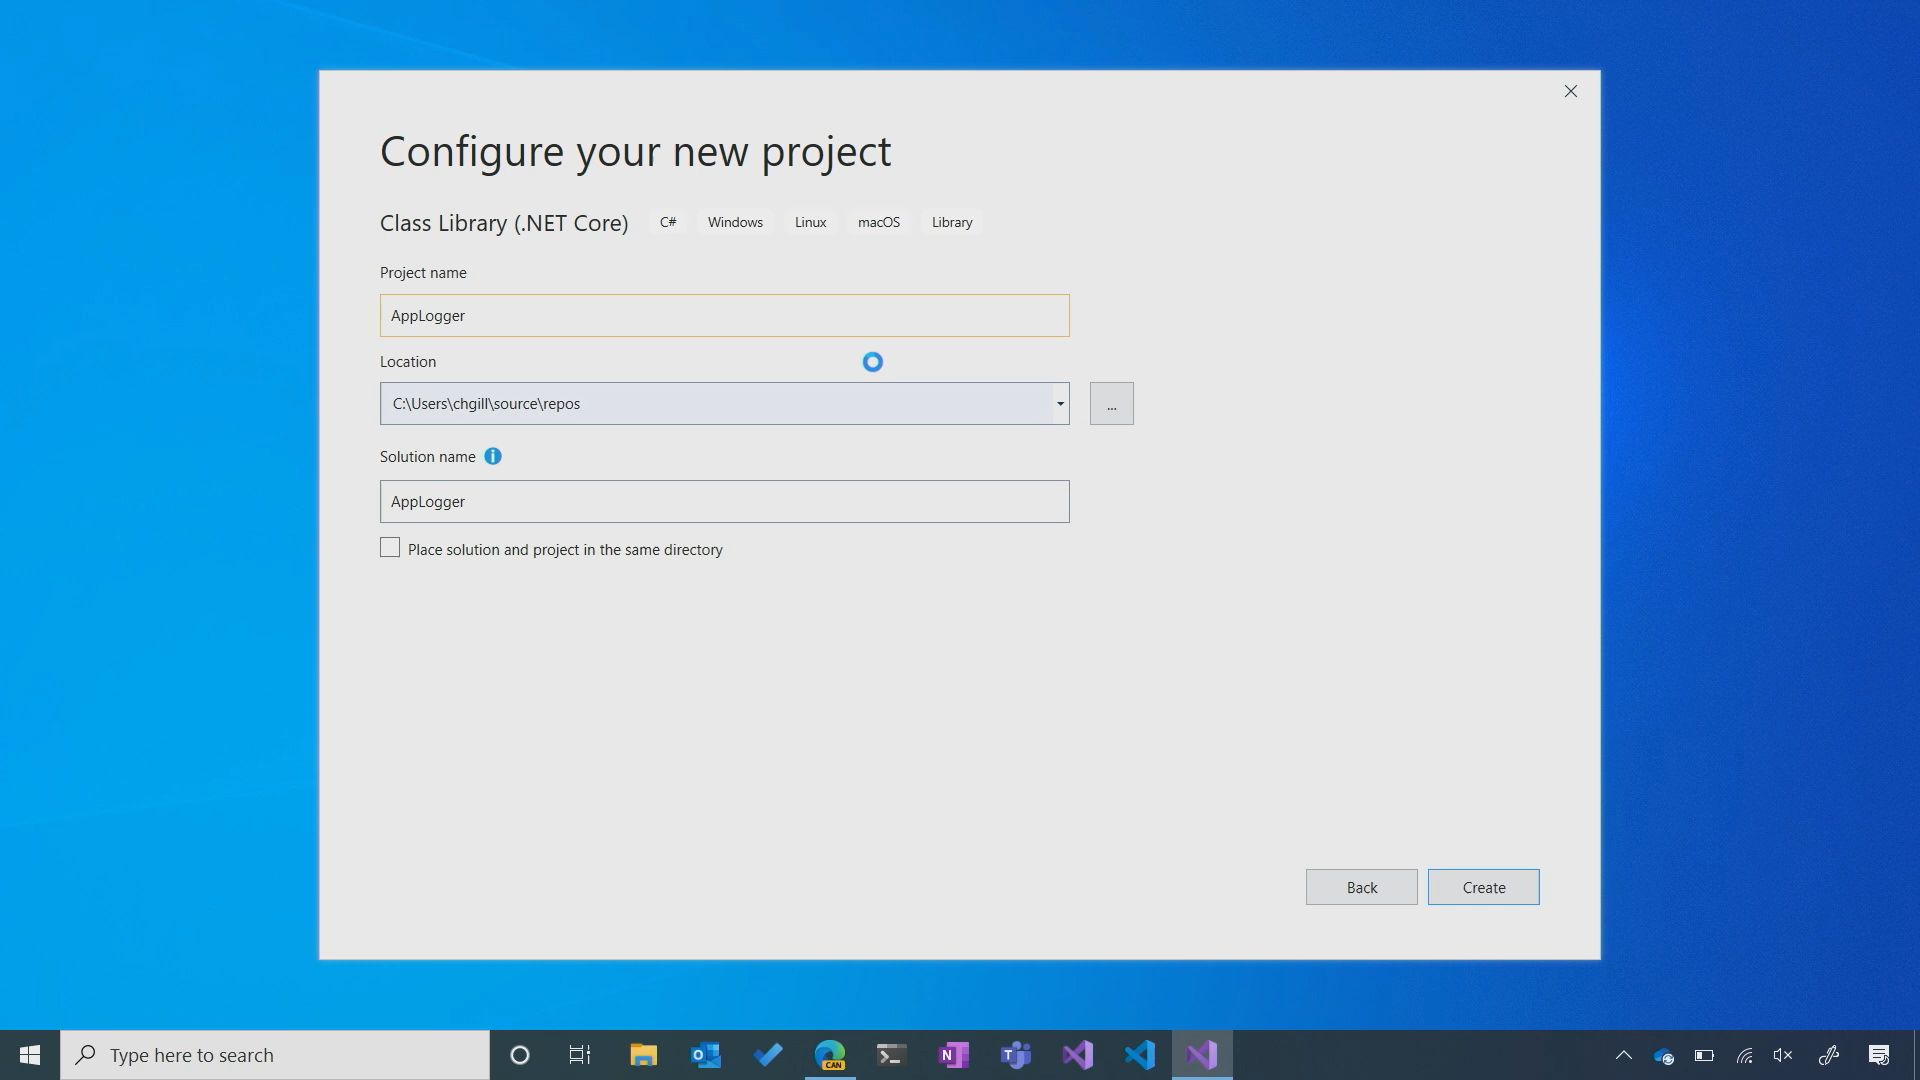 Configure your new project
Class Library (.NET Core) C# Windows Linux macOS Library
Project name
AppLogger
Location
C:\Users\chgill\source\repos
...
Solution name
AppLogger
Place solution and project in the same directory
Back Create
Type here to search
CAN